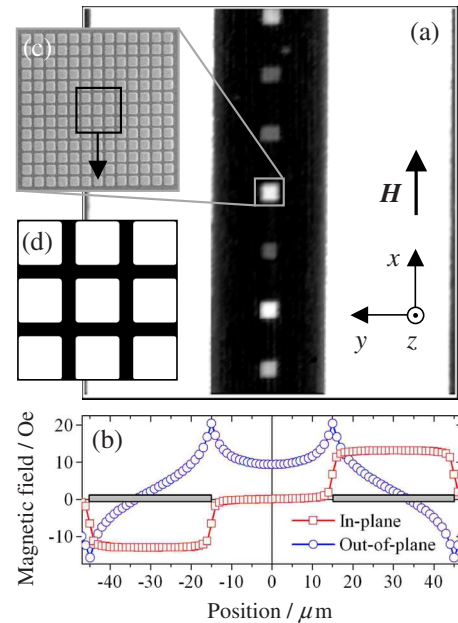 (c)
(a)
H
(d)
x
y
z
(b)
Magnetic field / Oe
20
10
0
-10
In-plane
Out-of-plane
-40 -30 -20 -10 0 10 20 30 40
Position / μm